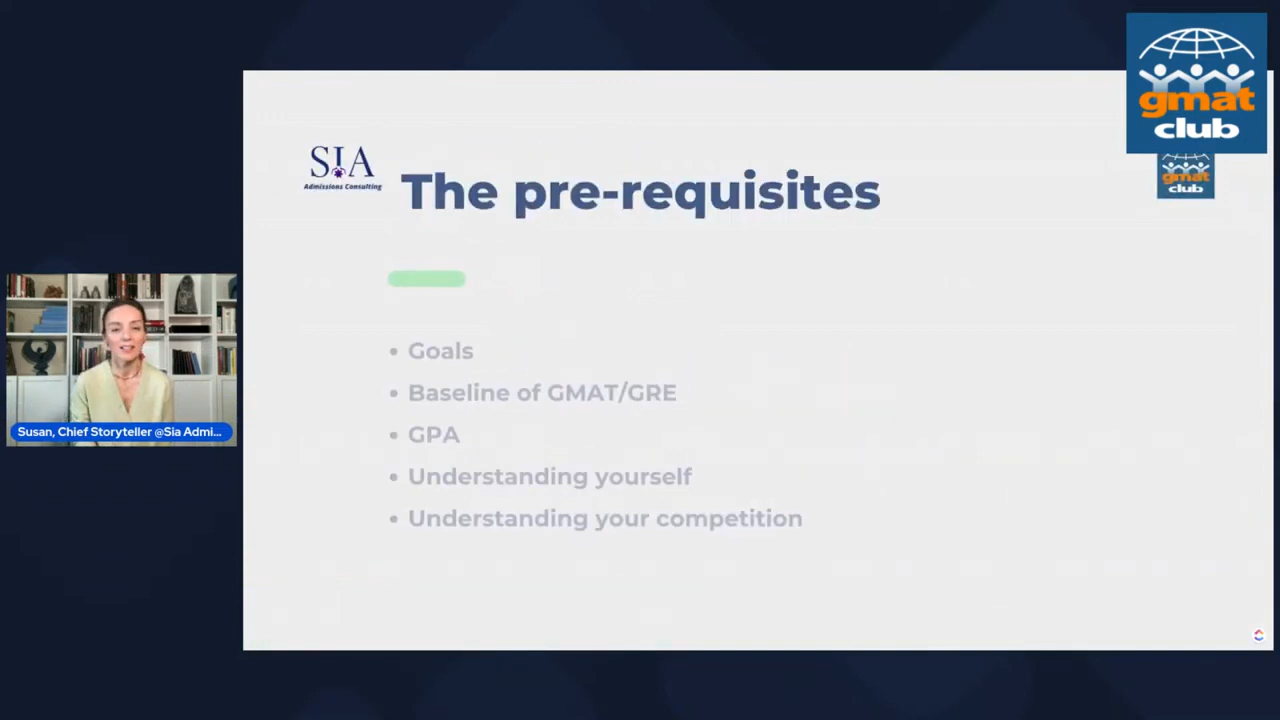 gmat
club
gmat
club
SIA
Admissions Consulting
The pre-requisites
• Goals
• Baseline of GMAT/GRE
• GPA
• Understanding yourself
• Understanding your competition
Susan, Chief Storyteller @Sia Admi...